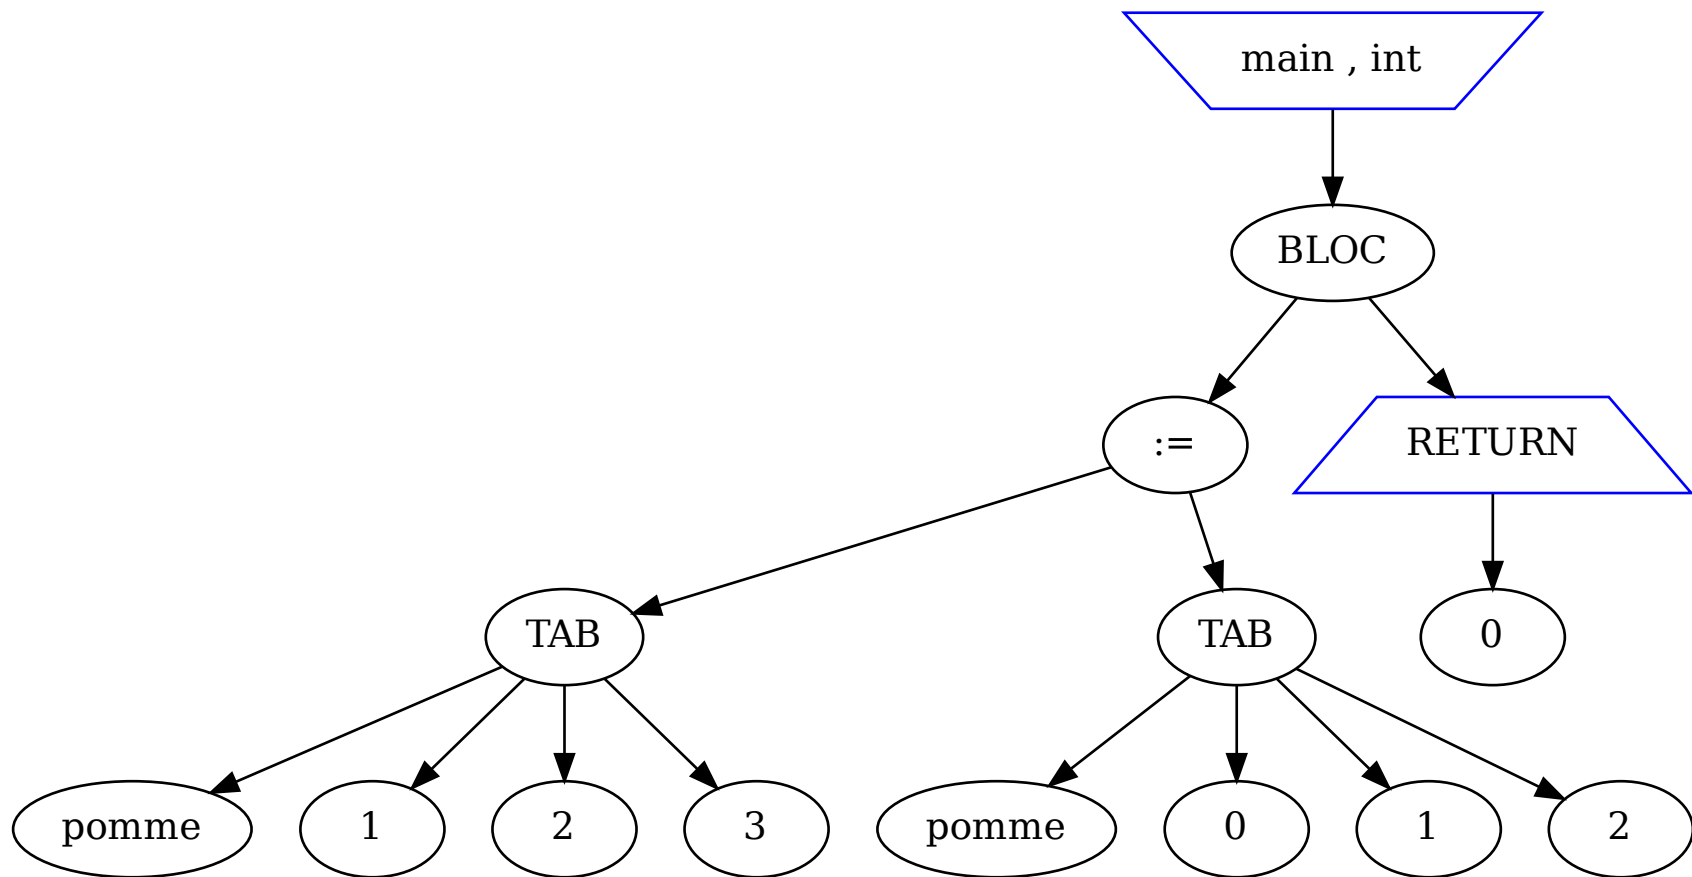 main , int
BLOC
:=
RETURN
TAB
TAB
0
pomme
1
2
3
pomme
0
1
2